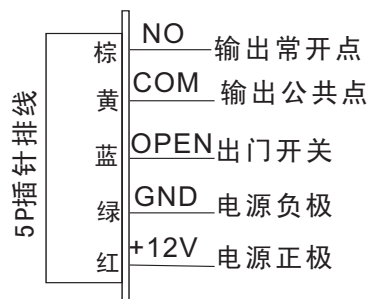 5P插针排线
棕 NO 输出常开点
黄 COM 输出公共点
蓝 OPEN 出门开关
绿 GND 电源负极
红 +12V 电源正极